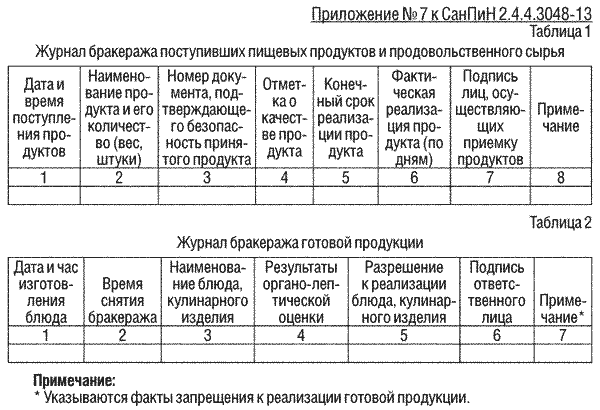 Приложение № 7 к СанПиН 2.4.4.3048-13
Таблица 1
Журнал бракеража поступивших пищевых продуктов и продовольственного сырья
Дата и
время
поступле-
ния про-
дуктов
Наимено-
вание про-
дукта и его
количест-
во (вес,
штуки)
Номер доку-
мента, под-
тверждающе-
го безопас-
ность приня-
того продукта
Отмет-
ка о
качест-
ве про-
дукта
Конеч-
ный срок
реализа-
ции про-
дукта
Факти-
ческая
реализа-
ция про-
дукта (по
дням)
Подпись
лиц, осу-
ществляю-
щих
приемку
продуктов
Приме-
чание
1 2 3 4 5 6 7 8
Таблица 2
Журнал бракеража готовой продукции
Дата и час
изготов-
ления
блюда
Время
снятия
бракеража
Наименова-
ние блюда,
кулинарного
изделия
Результаты
органо-леп-
тической
оценки
Разрешение
к реализации
блюда, кулинар-
ного изделия
Подпись
ответс-
твенного
лица
Приме-
чание*
1 2 3 4 5 6 7
Примечание:
* Указываются факты запрещения к реализации готовой продукции.